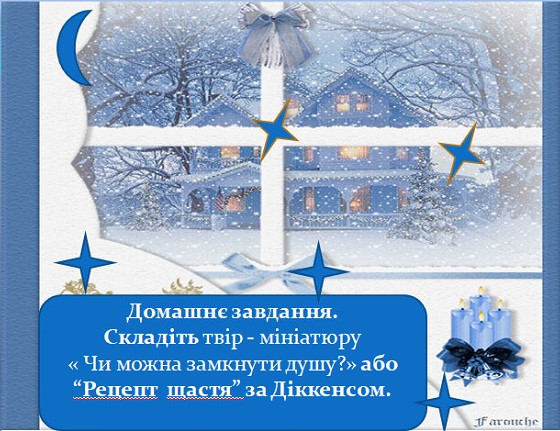 Домашнє завдання.
Складіть твір - мініатюру
« Чи можна замкнути душу?» або
“Рецепт щастя” за Діккенсом.
Farouche